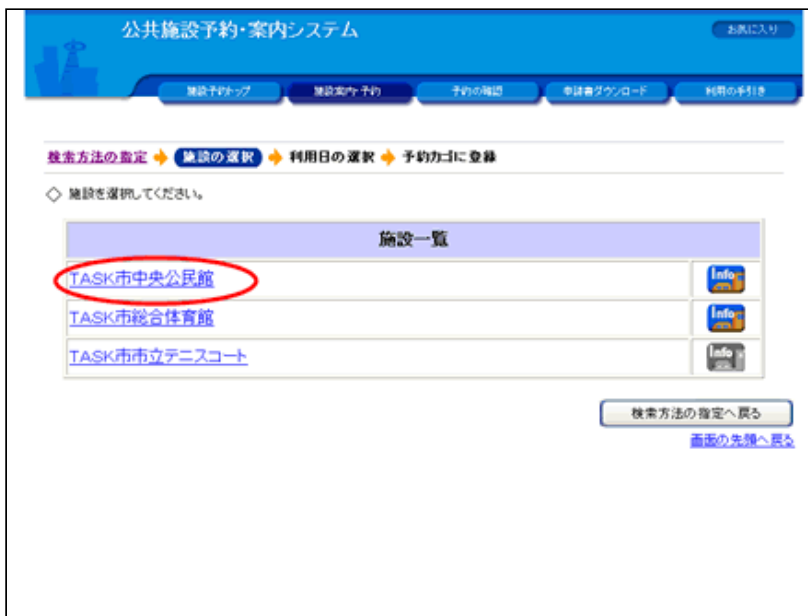 公共施設予約・案内システム
お気に入り
施設予約トップ 施設案内・予約 予約の確認 申請書ダウンロード 利用の手引き
検索方法の指定 施設の選択 利用日の選択 予約カゴに登録
施設を選択してください。
施設一覧
TASK市中央公民館 Info
TASK市総合体育館 Info
TASK市市立テニスコート Info
検索方法の指定へ戻る
画面の先頭へ戻る